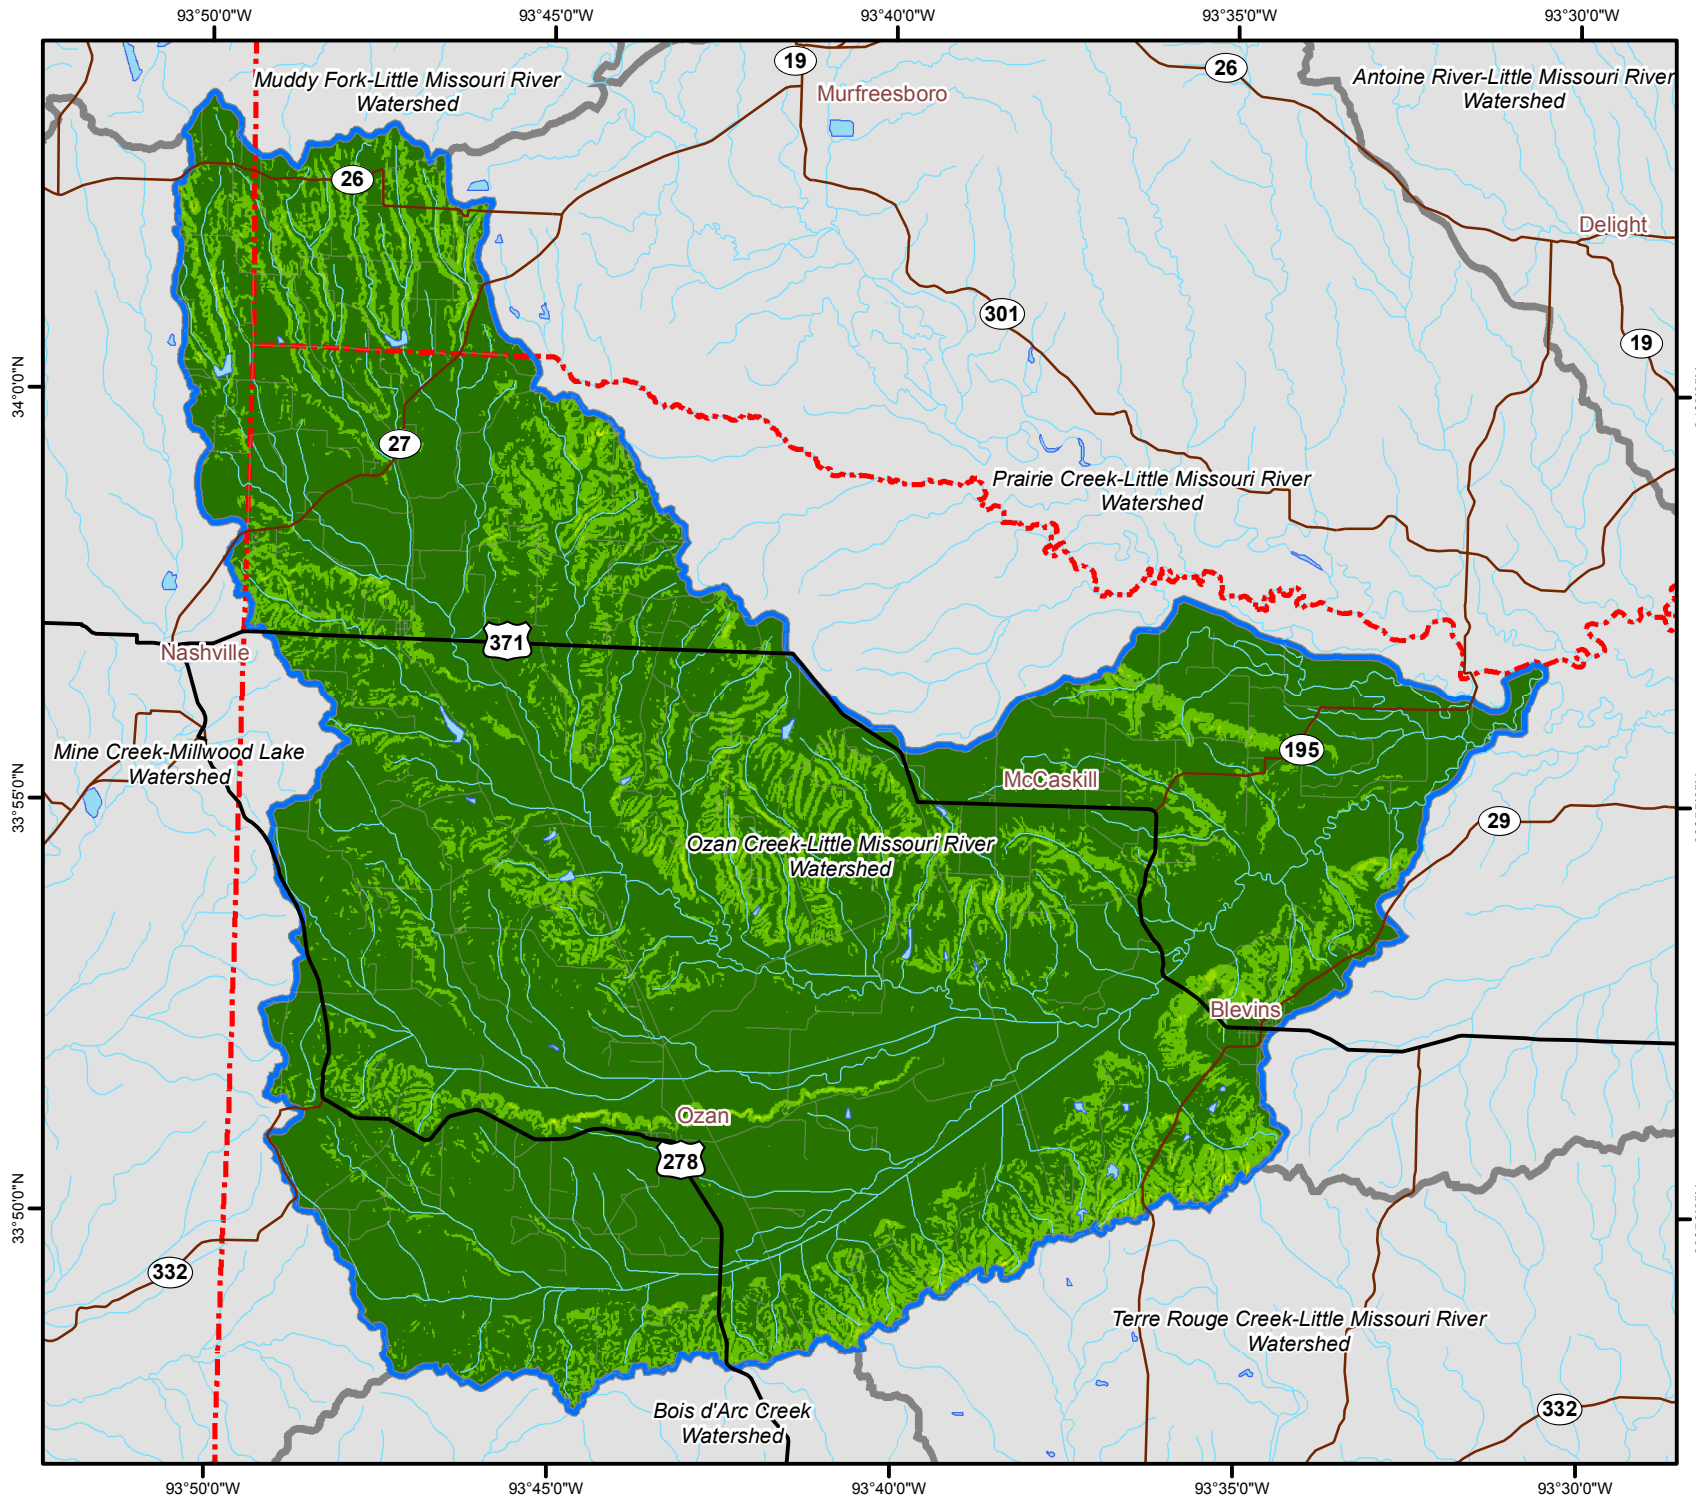 93°50'0"W
93°45'0"W
93°40'0"W
93°35'0"W
93°30'0"W
19
26
Muddy Fork-Little Missouri River
Watershed
Antoine River-Little Missouri River
Watershed
Murfreesboro
26
Delight
301
19
34°0'0"N
27
Prairie Creek-Little Missouri River
Watershed
371
Nashville
Mine Creek-Millwood Lake
Watershed
195
McCaskill
33°55'0"N
29
Ozan Creek-Little Missouri River
Watershed
Blevins
Ozan
278
33°50'0"N
332
Terre Rouge Creek-Little Missouri River
Watershed
Bois d'Arc Creek
Watershed
332
93°50'0"W
93°45'0"W
93°40'0"W
93°35'0"W
93°30'0"W